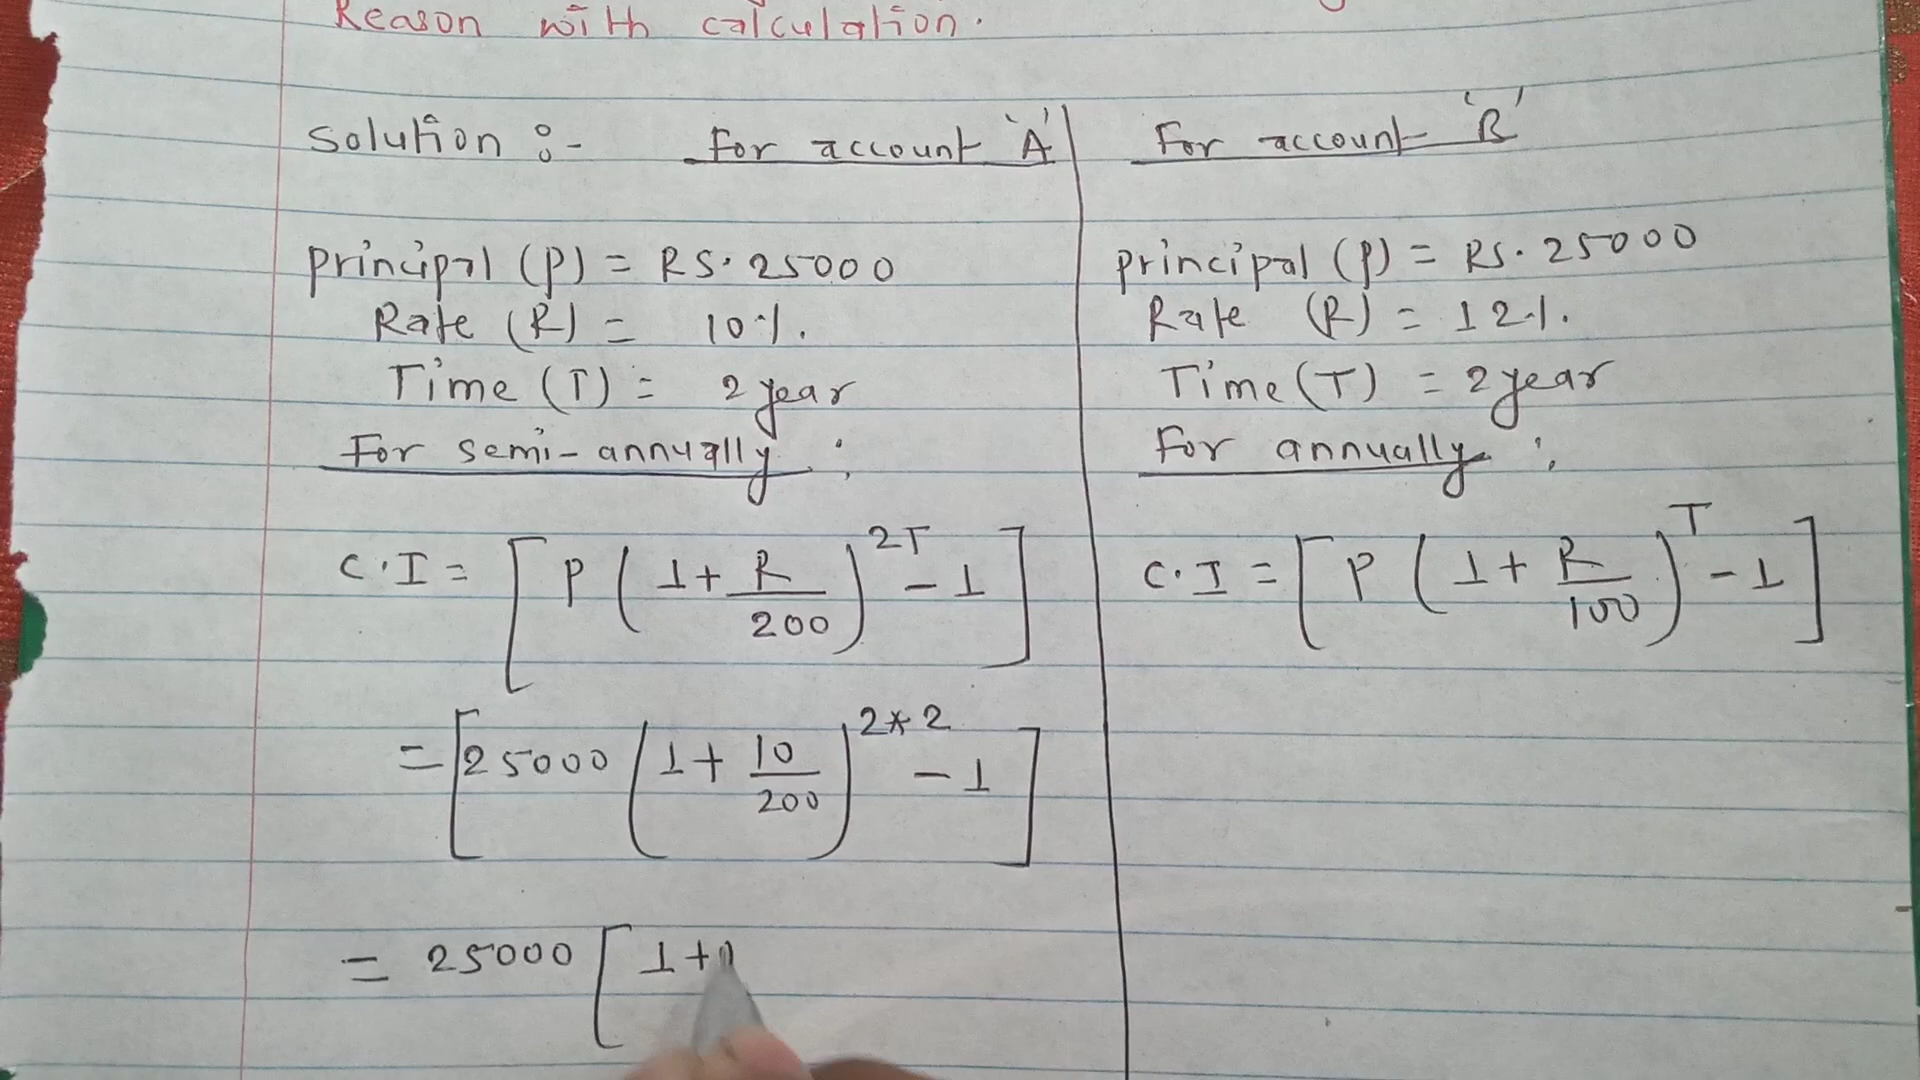 Reason with calculation.
Solution :- For account 'A'
Principal (P) = RS. 25000
Rate (R) = 10%.
Time (T) = 2 year
For semi-annually :
C.I = [P(1 + R/200)^2T - 1]
= [25000(1 + 10/200)^2*2 - 1]
= 25000[1+
For account 'B'
Principal (P) = RS. 25000
Rate (R) = 12%.
Time (T) = 2 year
For annually :
C.I = [P(1 + R/100)^T - 1]